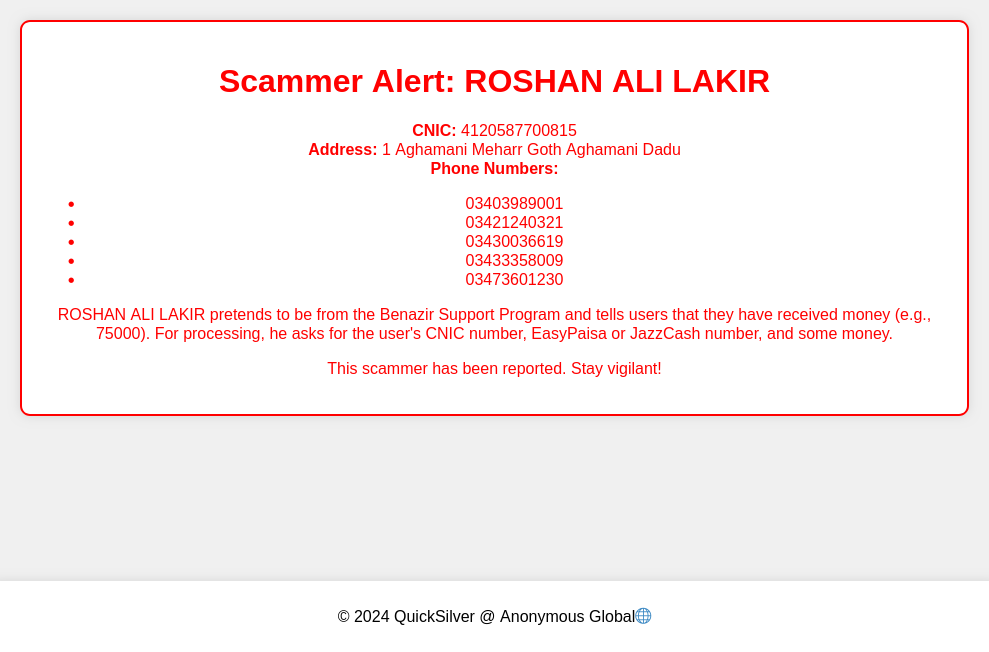 Scammer Alert: ROSHAN ALI LAKIR
CNIC: 4120587700815
Address: 1 Aghamani Meharr Goth Aghamani Dadu
Phone Numbers:
• 03403989001
• 03421240321
• 03430036619
• 03433358009
• 03473601230
ROSHAN ALI LAKIR pretends to be from the Benazir Support Program and tells users that they have received money (e.g.,
75000). For processing, he asks for the user's CNIC number, EasyPaisa or JazzCash number, and some money.
This scammer has been reported. Stay vigilant!
© 2024 QuickSilver @ Anonymous Global🌐